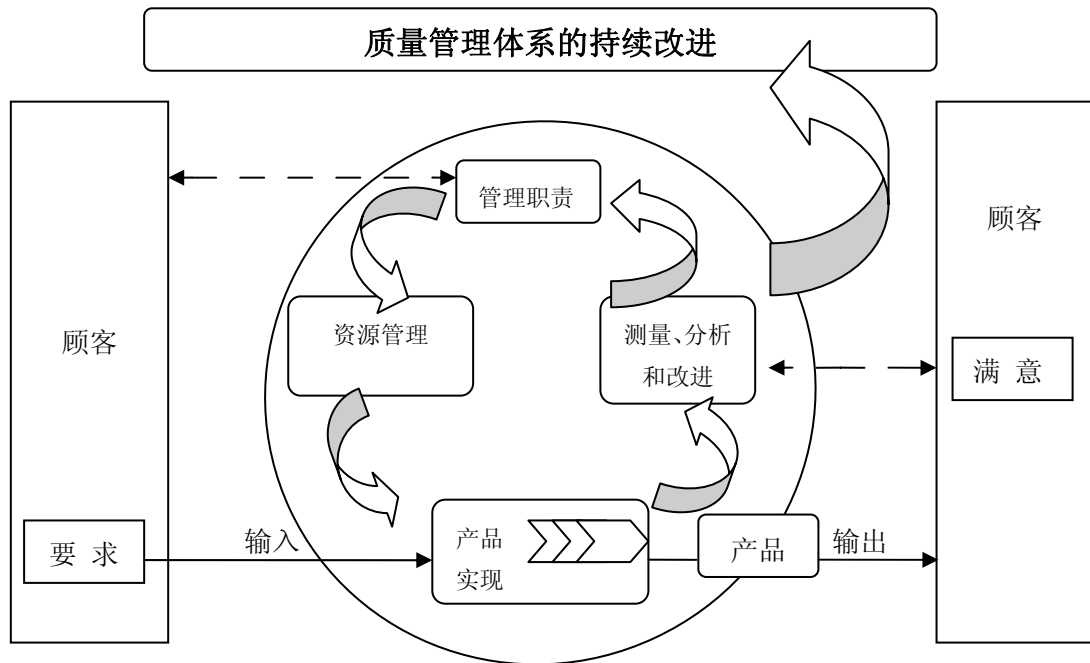 质量管理体系的持续改进
管理职责
顾客
资源管理
测量、分析
和改进
顾客
满 意
要 求
输入
产品
实现
产品
输出